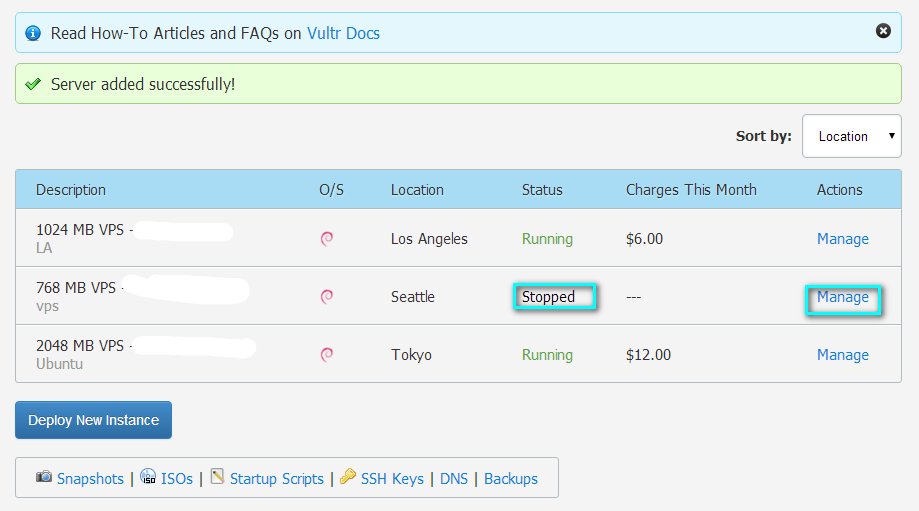 Read How-To Articles and FAQs on Vultr Docs
Server added successfully!
Sort by: Location
Description O/S Location Status Charges This Month Actions
1024 MB VPS - Los Angeles Running $6.00 Manage
LA
768 MB VPS - Seattle Stopped --- Manage
vps
2048 MB VPS - Tokyo Running $12.00 Manage
Ubuntu
Deploy New Instance
Snapshots | ISO ISOs | Startup Scripts | SSH Keys | DNS | Backups